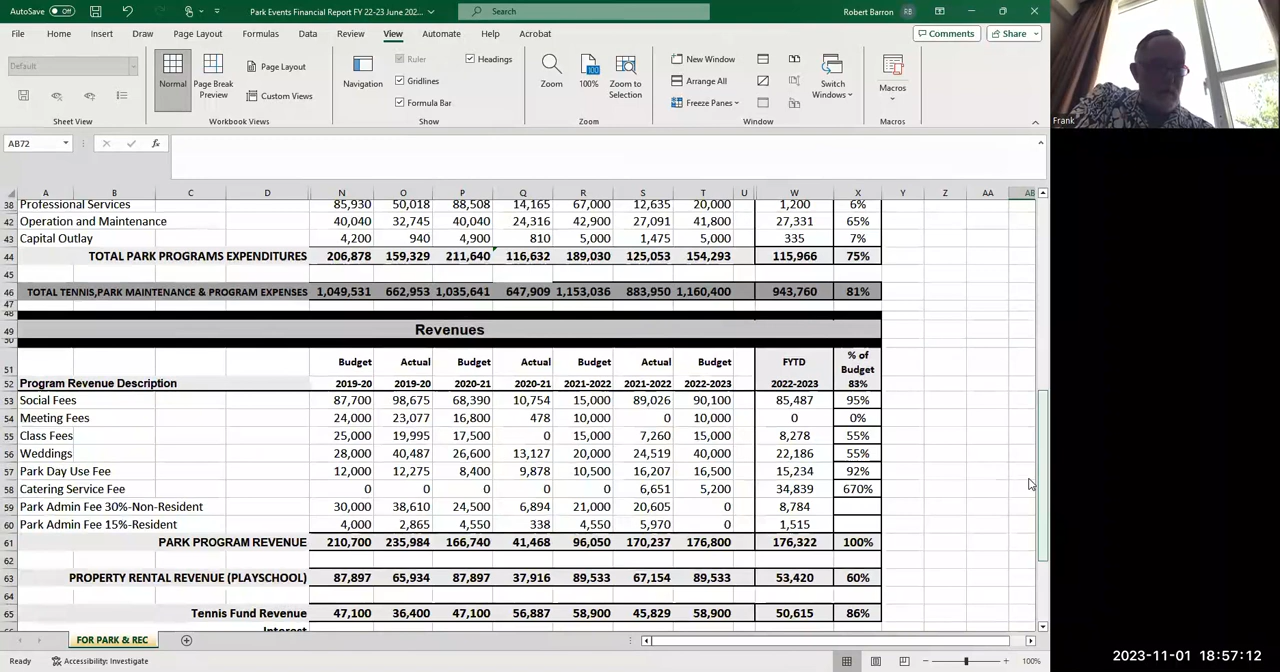 AutoSave Off Park Events Financial Report FY 22-23 June 202... Search Robert Barron RB
File Home Insert Draw Page Layout Formulas Data Review View Automate Help Acrobat Comments Share
Default Normal Page Break Preview Page Layout Custom Views Navigation Ruler Gridlines Formula Bar Headings Zoom 100% Zoom to Selection New Window Arrange All Freeze Panes Switch Windows Macros
Sheet View Workbook Views Show Zoom Window Macros
Frank
AB72 fx
A B C D N O P Q R S T U W X Y Z AA AB
38 Professional Services 85,930 50,018 88,508 14,165 67,000 12,635 20,000 1,200 6%
42 Operation and Maintenance 40,040 32,745 40,040 24,316 42,900 27,091 41,800 27,331 65%
43 Capital Outlay 4,200 940 4,900 810 5,000 1,475 5,000 335 7%
44 TOTAL PARK PROGRAMS EXPENDITURES 206,878 159,329 211,640 116,632 189,030 125,053 154,293 115,966 75%
45
46 TOTAL TENNIS,PARK MAINTENANCE & PROGRAM EXPENSES 1,049,531 662,953 1,035,641 647,909 1,153,036 883,950 1,160,400 943,760 81%
47
48
49 Revenues
50
51 Budget Actual Budget Actual Budget Actual Budget FYTD % of Budget
52 Program Revenue Description 2019-20 2019-20 2020-21 2020-21 2021-2022 2021-2022 2022-2023 2022-2023 83%
53 Social Fees 87,700 98,675 68,390 10,754 15,000 89,026 90,100 85,487 95%
54 Meeting Fees 24,000 23,077 16,800 478 10,000 0 10,000 0 0%
55 Class Fees 25,000 19,995 17,500 0 15,000 7,260 15,000 8,278 55%
56 Weddings 28,000 40,487 26,600 13,127 20,000 24,519 40,000 22,186 55%
57 Park Day Use Fee 12,000 12,275 8,400 9,878 10,500 16,207 16,500 15,234 92%
58 Catering Service Fee 0 0 0 0 0 6,651 5,200 34,839 670%
59 Park Admin Fee 30%-Non-Resident 30,000 38,610 24,500 6,894 21,000 20,605 0 8,784
60 Park Admin Fee 15%-Resident 4,000 2,865 4,550 338 4,550 5,970 0 1,515
61 PARK PROGRAM REVENUE 210,700 235,984 166,740 41,468 96,050 170,237 176,800 176,322 100%
62
63 PROPERTY RENTAL REVENUE (PLAYSCHOOL) 87,897 65,934 87,897 37,916 89,533 67,154 89,533 53,420 60%
64
65 Tennis Fund Revenue 47,100 36,400 47,100 56,887 58,900 45,829 58,900 50,615 86%
Interest
FOR PARK & REC
Ready Accessibility: Investigate 100%
2023-11-01 18:57:12